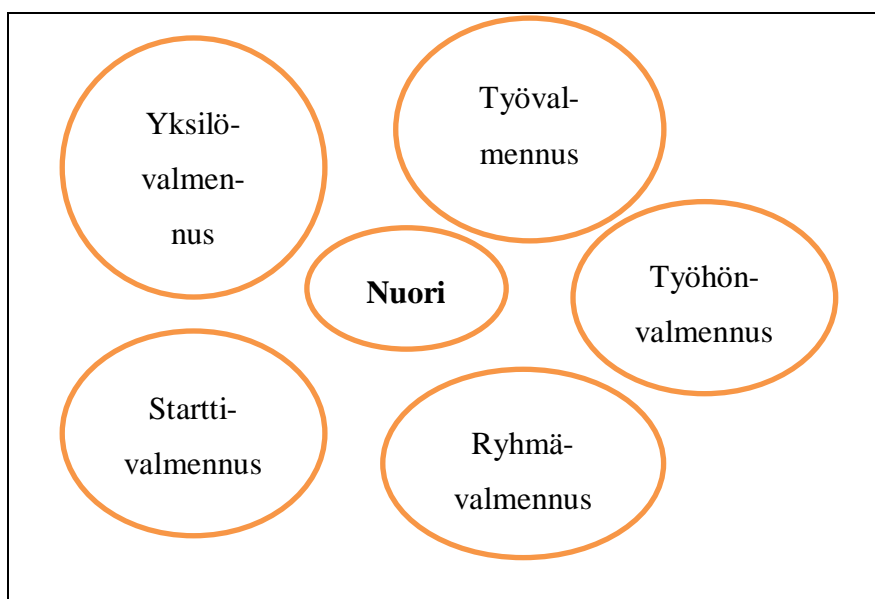 Yksilö-
valmen-
nus
Työval-
mennus
Nuori
Työhön-
valmennus
Startti-
valmennus
Ryhmä-
valmennus